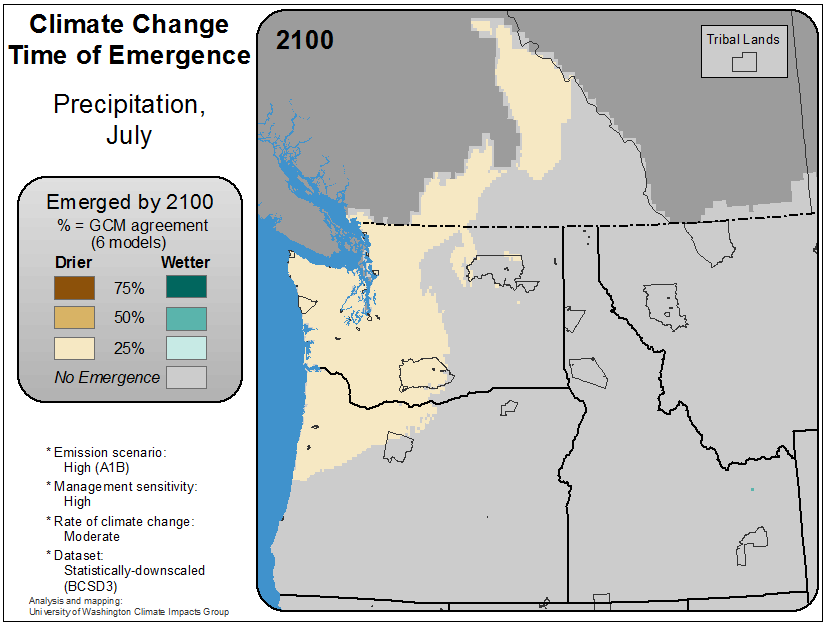 Climate Change
Time of Emergence
Precipitation,
July
Emerged by 2100
% = GCM agreement
(6 models)
Drier Wetter
75%
50%
25%
No Emergence
* Emission scenario:
High (A1B)
* Management sensitivity:
High
* Rate of climate change:
Moderate
* Dataset:
Statistically-downscaled
(BCSD3)
Analysis and mapping:
University of Washington Climate Impacts Group
2100
Tribal Lands